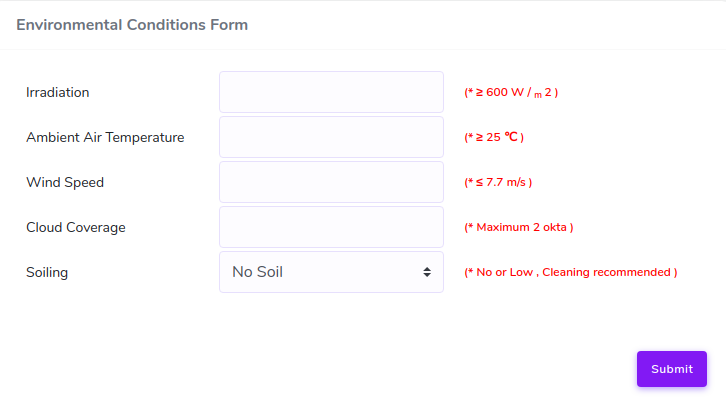 Environmental Conditions Form
Irradiation (* ≥ 600 W / m 2 )
Ambient Air Temperature (* ≥ 25 ℃ )
Wind Speed (* ≤ 7.7 m/s )
Cloud Coverage (* Maximum 2 okta )
Soiling No Soil (* No or Low , Cleaning recommended )
Submit